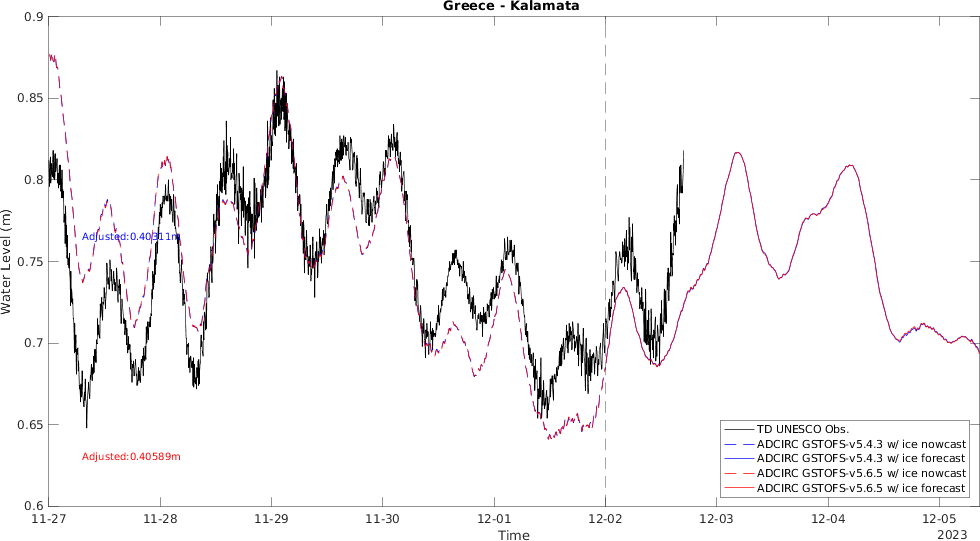 Greece - Kalamata
0.9
0.85
0.8
0.75
0.7
0.65
0.6
Water Level (m)
Adjusted:0.40311m
Adjusted:0.40589m
TD UNESCO Obs.
ADCIRC GSTOFS-v5.4.3 w/ ice nowcast
ADCIRC GSTOFS-v5.4.3 w/ ice forecast
ADCIRC GSTOFS-v5.6.5 w/ ice nowcast
ADCIRC GSTOFS-v5.6.5 w/ ice forecast
11-27 11-28 11-29 11-30 12-01 12-02 12-03 12-04 12-05
Time
2023